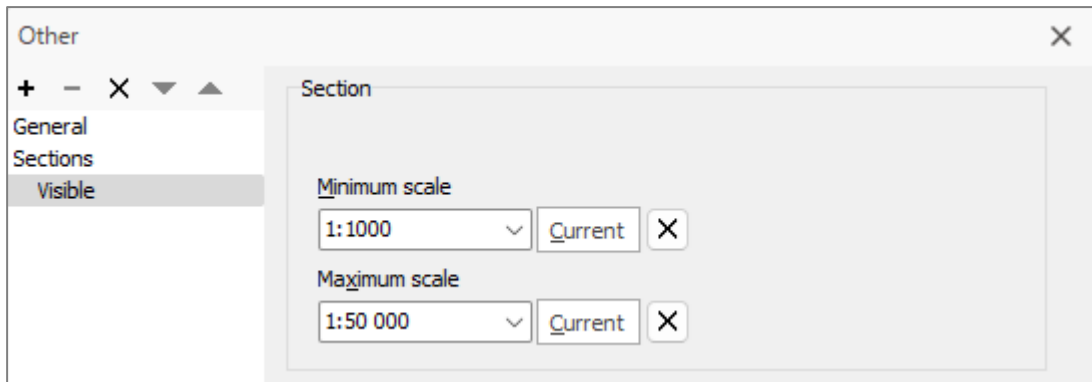 Other
General
Sections
Visible
Section
Minimum scale
1:1000
Current
Maximum scale
1:50 000
Current